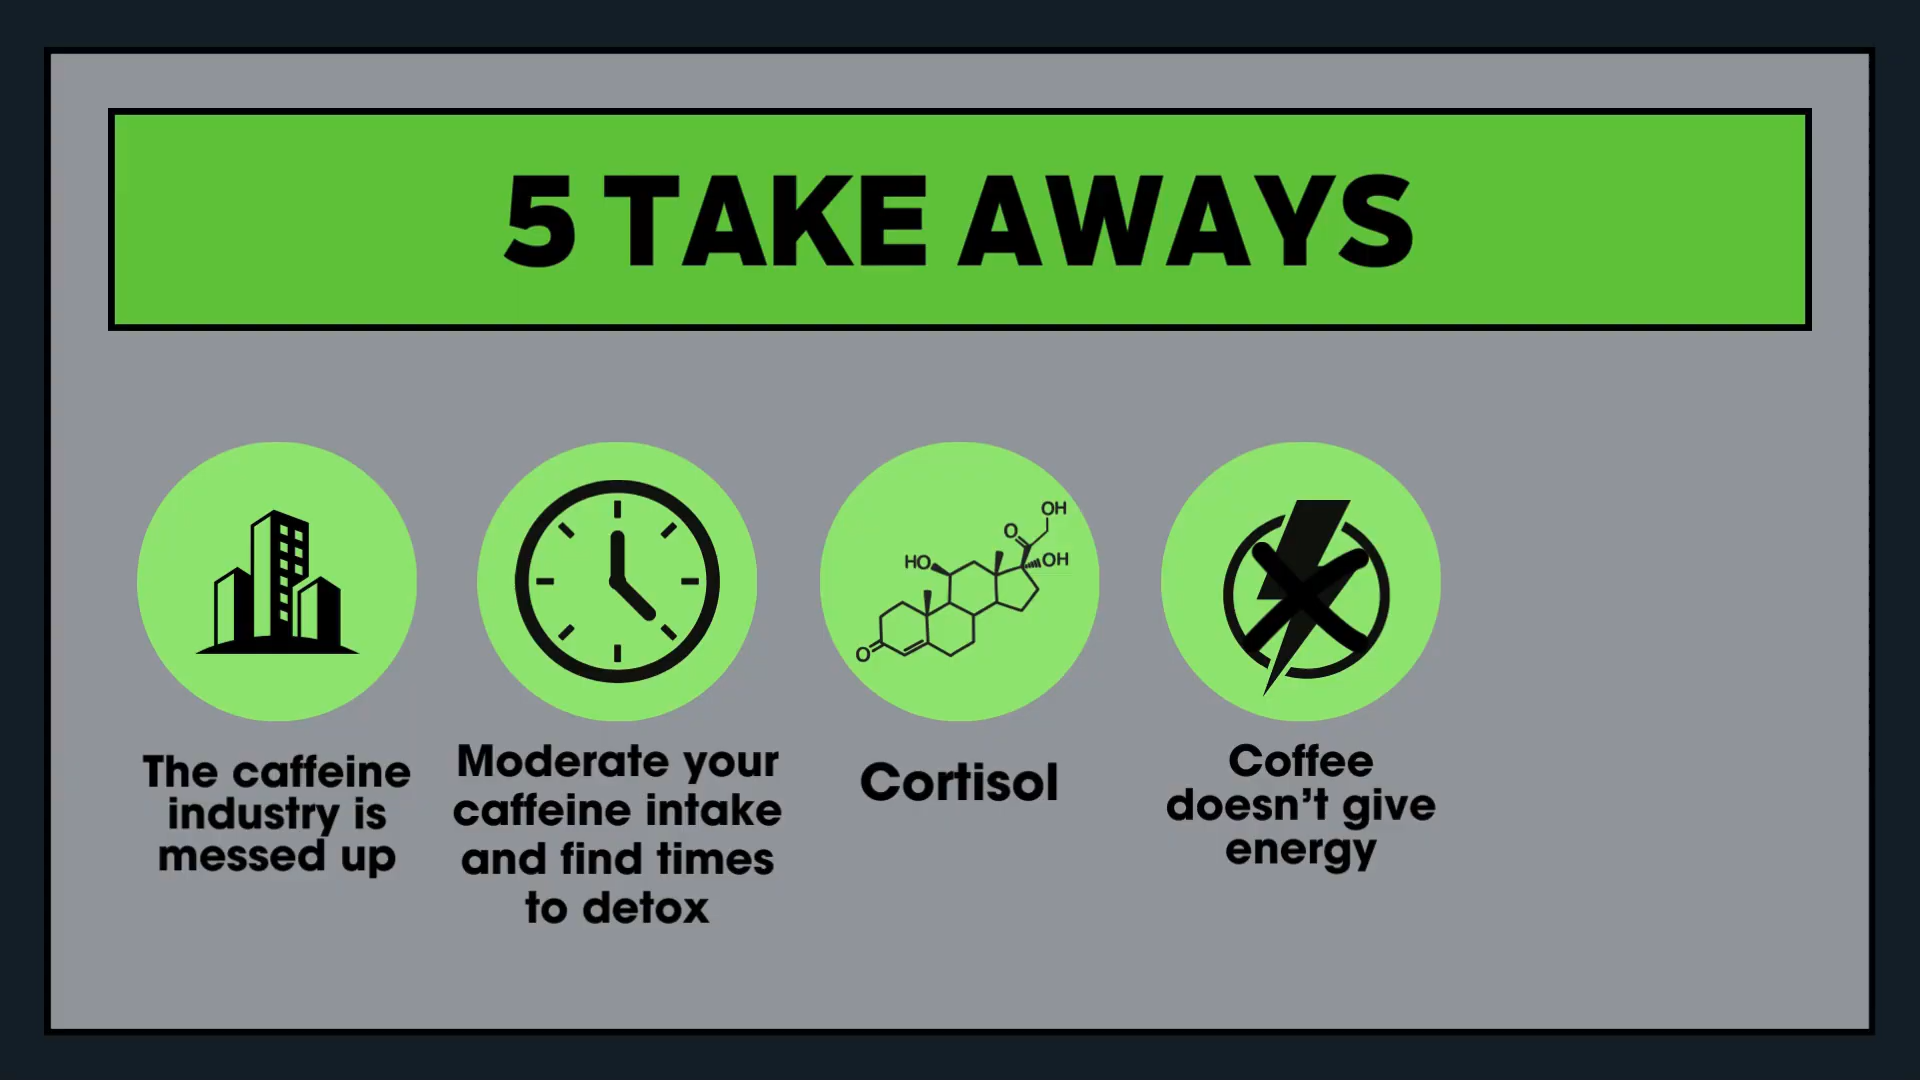 5 TAKE AWAYS
The caffeine
industry is
messed up
Moderate your
caffeine intake
and find times
to detox
OH
O
HO
OH
O
Cortisol
Coffee
doesn't give
energy